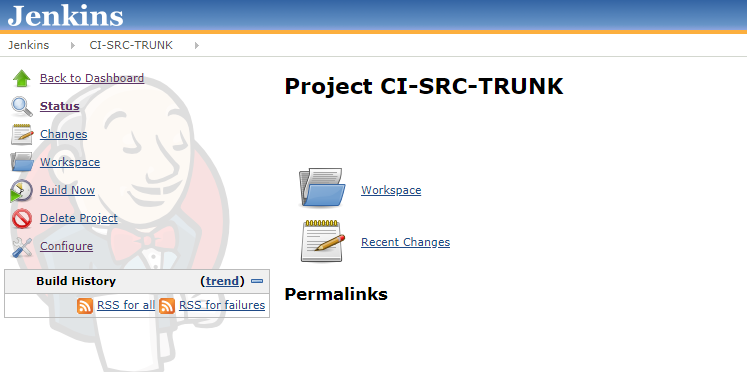 Jenkins
Jenkins CI-SRC-TRUNK
Back to Dashboard
Status
Changes
Workspace
Build Now
Delete Project
Configure
Build History (trend)
RSS for all RSS for failures
Project CI-SRC-TRUNK
Workspace
Recent Changes
Permalinks